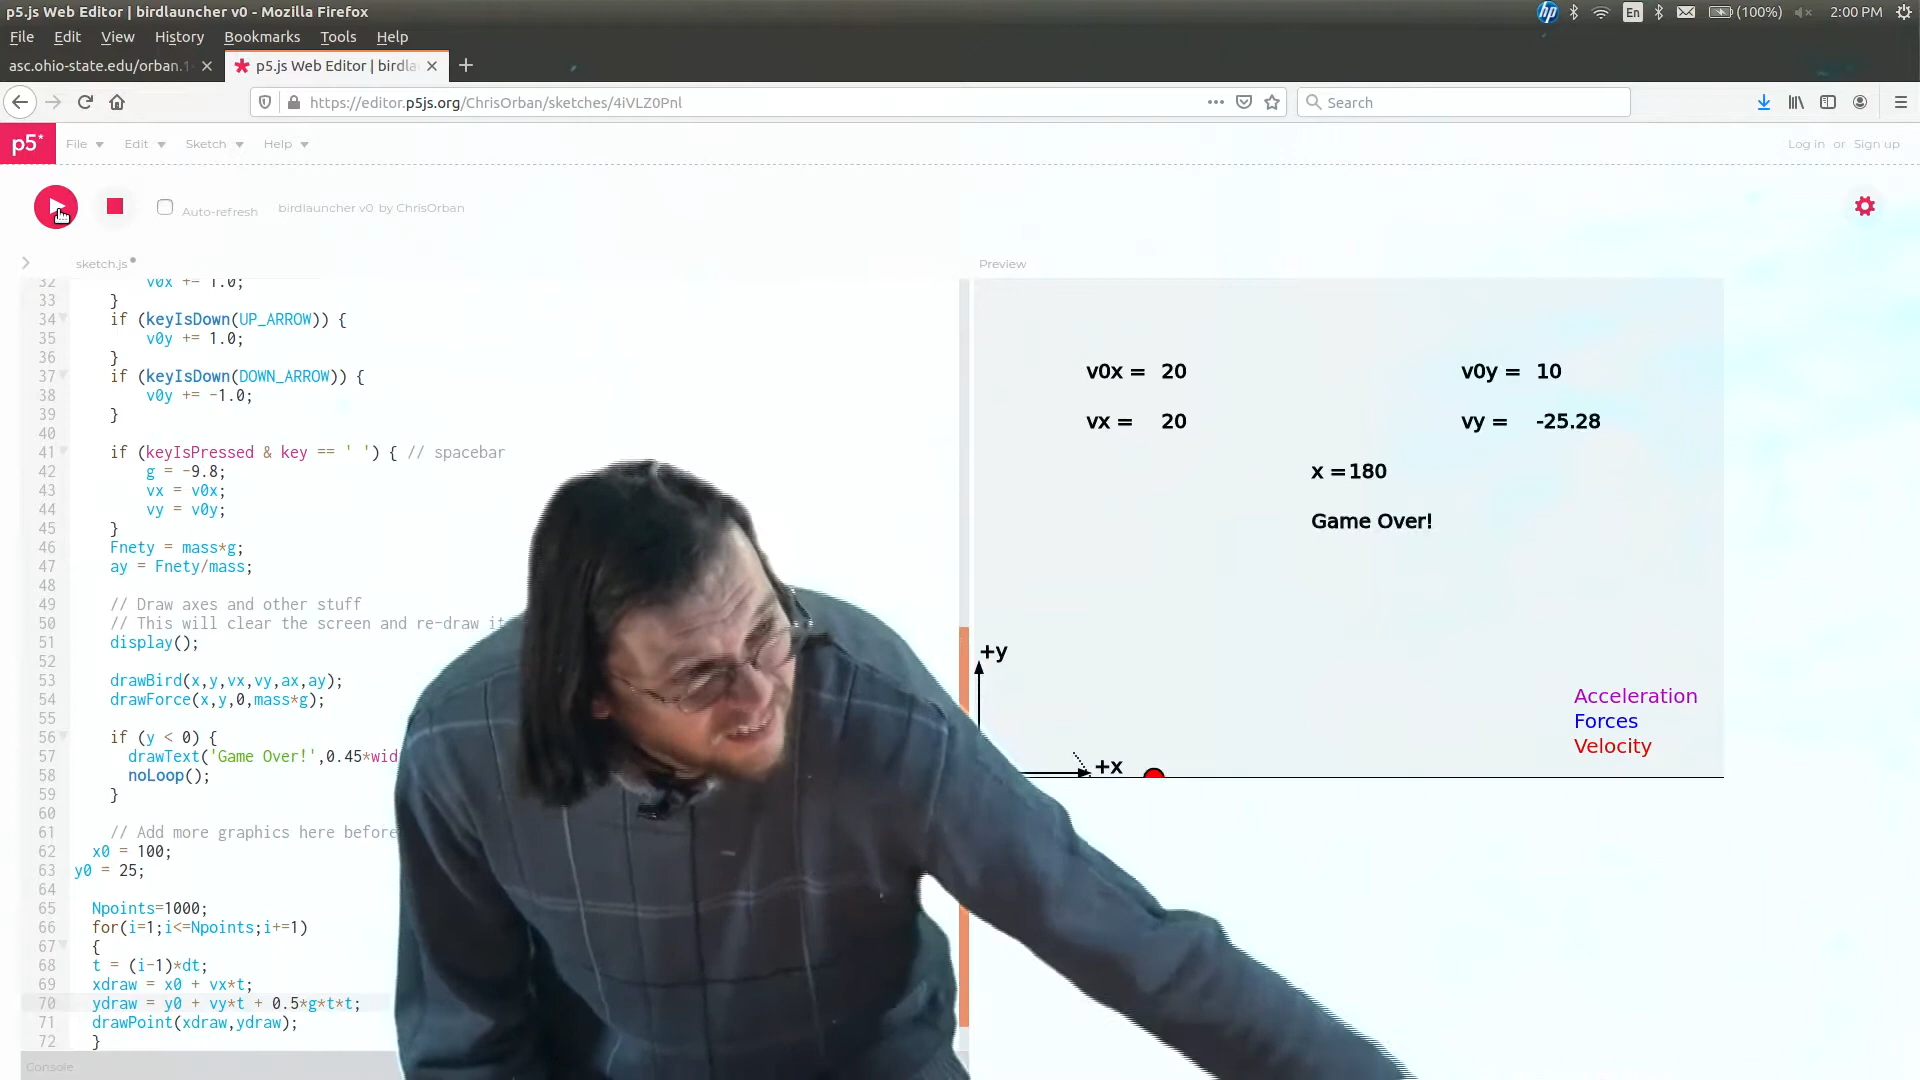 p5.js Web Editor | birdlauncher v0 - Mozilla Firefox
hp
En
(100%)
2:00 PM
File Edit View History Bookmarks Tools Help
asc.ohio-state.edu/orban.1
p5.js Web Editor | birdla
https://editor.p5js.org/ChrisOrban/sketches/4iVLZ0Pnl
Search
p5*
File
Edit
Sketch
Help
Log in or Sign up
Auto-refresh
birdlauncher v0 by ChrisOrban
sketch.js
Preview
32 v0x += 1.0;
33 }
34 if (keyIsDown(UP_ARROW)) {
35 v0y += 1.0;
36 }
37 if (keyIsDown(DOWN_ARROW)) {
38 v0y += -1.0;
39 }
40
41 if (keyIsPressed & key == ' ') { // spacebar
42 g = -9.8;
43 vx = v0x;
44 vy = v0y;
45 }
46 Fnety = mass*g;
47 ay = Fnety/mass;
48
49 // Draw axes and other stuff
50 // This will clear the screen and re-draw it
51 display();
52
53 drawBird(x,y,vx,vy,ax,ay);
54 drawForce(x,y,0,mass*g);
55
56 if (y < 0) {
57 drawText('Game Over!',0.45*wid
58 noLoop();
59 }
60
61 // Add more graphics here before
62 x0 = 100;
63 y0 = 25;
64
65 Npoints=1000;
66 for(i=1;i<=Npoints;i+=1)
67 {
68 t = (i-1)*dt;
69 xdraw = x0 + vx*t;
70 ydraw = y0 + vy*t + 0.5*g*t*t;
71 drawPoint(xdraw,ydraw);
72 }
Console
v0x = 20
v0y = 10
vx = 20
vy = -25.28
x =180
Game Over!
+y
+x
Acceleration
Forces
Velocity